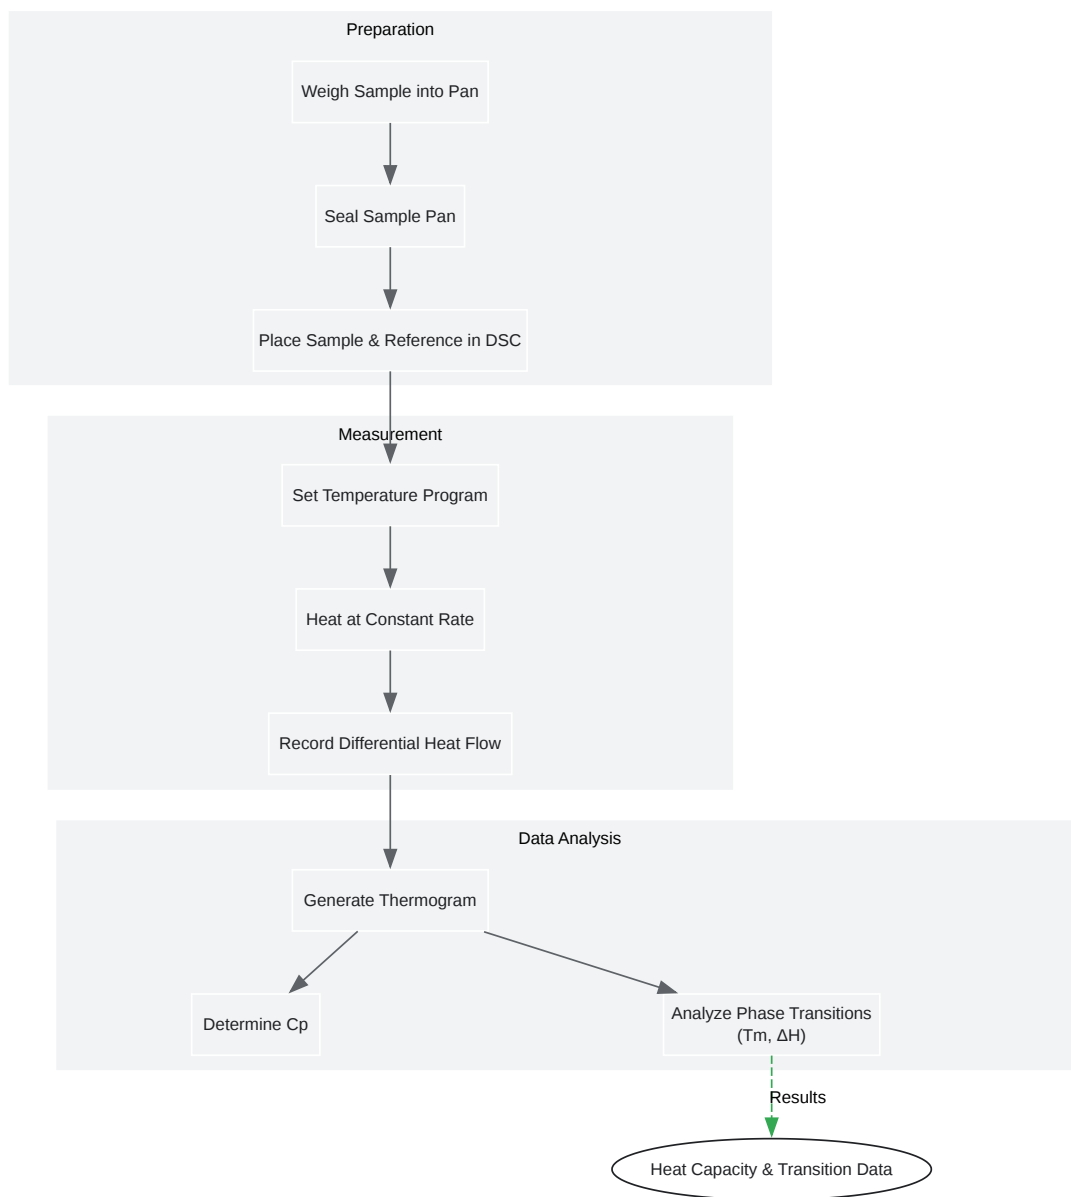 Preparation
Weigh Sample into Pan
Seal Sample Pan
Place Sample & Reference in DSC
Measurement
Set Temperature Program
Heat at Constant Rate
Record Differential Heat Flow
Data Analysis
Generate Thermogram
Determine Cp
Analyze Phase Transitions
(Tm, ΔH)
Results
Heat Capacity & Transition Data